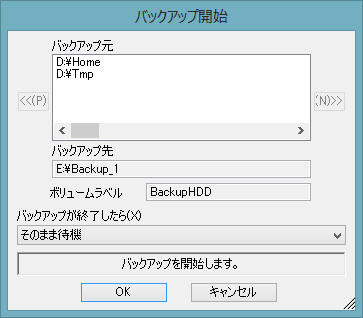 バックアップ開始
バックアップ元
D:¥Home
D:¥Tmp
<<(P)
(N)>>
バックアップ先
E:¥Backup_1
ボリュームラベル BackupHDD
バックアップが終了したら(X)
そのまま待機
バックアップを開始します。
OK キャンセル